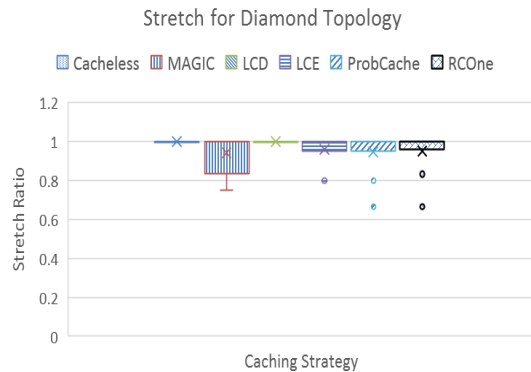 Stretch for Diamond Topology
Cacheless MAGIC LCD LCE ProbCache RCOne
1.2
1
0.8
0.6
0.4
0.2
0
Stretch Ratio
Caching Strategy